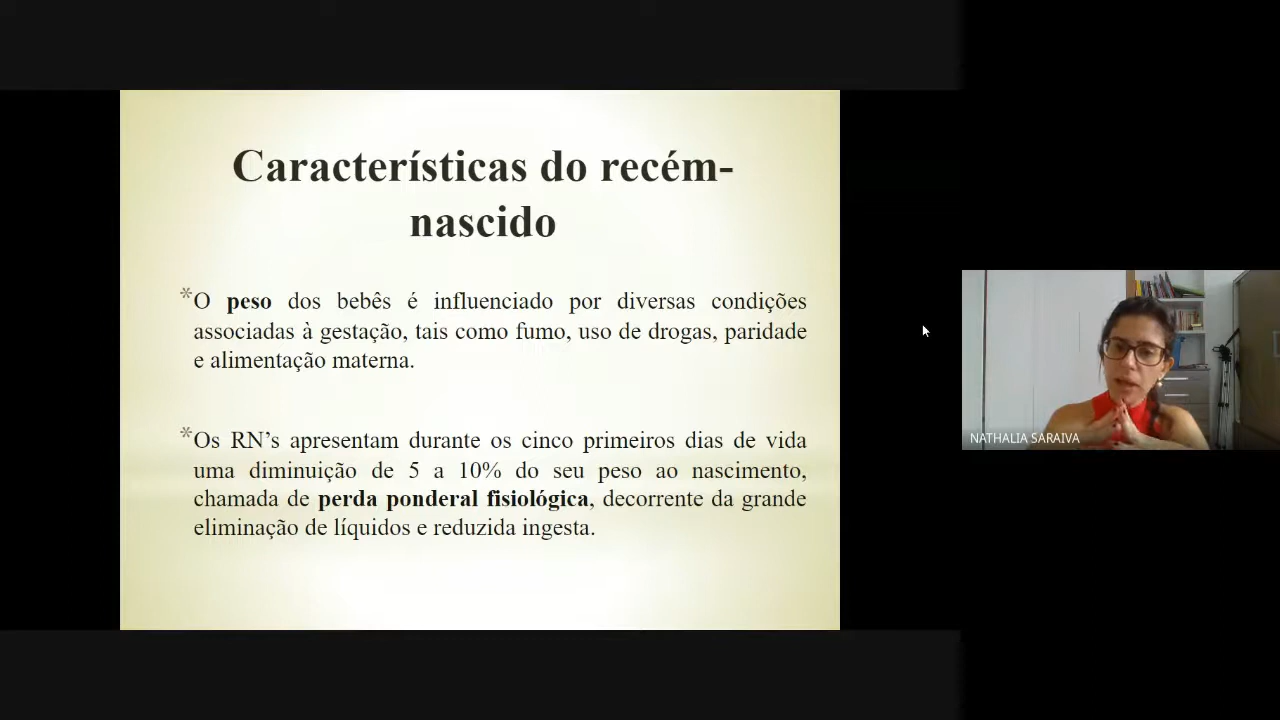 Características do recém-
nascido
*O peso dos bebês é influenciado por diversas condições
associadas à gestação, tais como fumo, uso de drogas, paridade
e alimentação materna.
*Os RN’s apresentam durante os cinco primeiros dias de vida
uma diminuição de 5 a 10% do seu peso ao nascimento,
chamada de perda ponderal fisiológica, decorrente da grande
eliminação de líquidos e reduzida ingesta.
NATHALIA SARAIVA